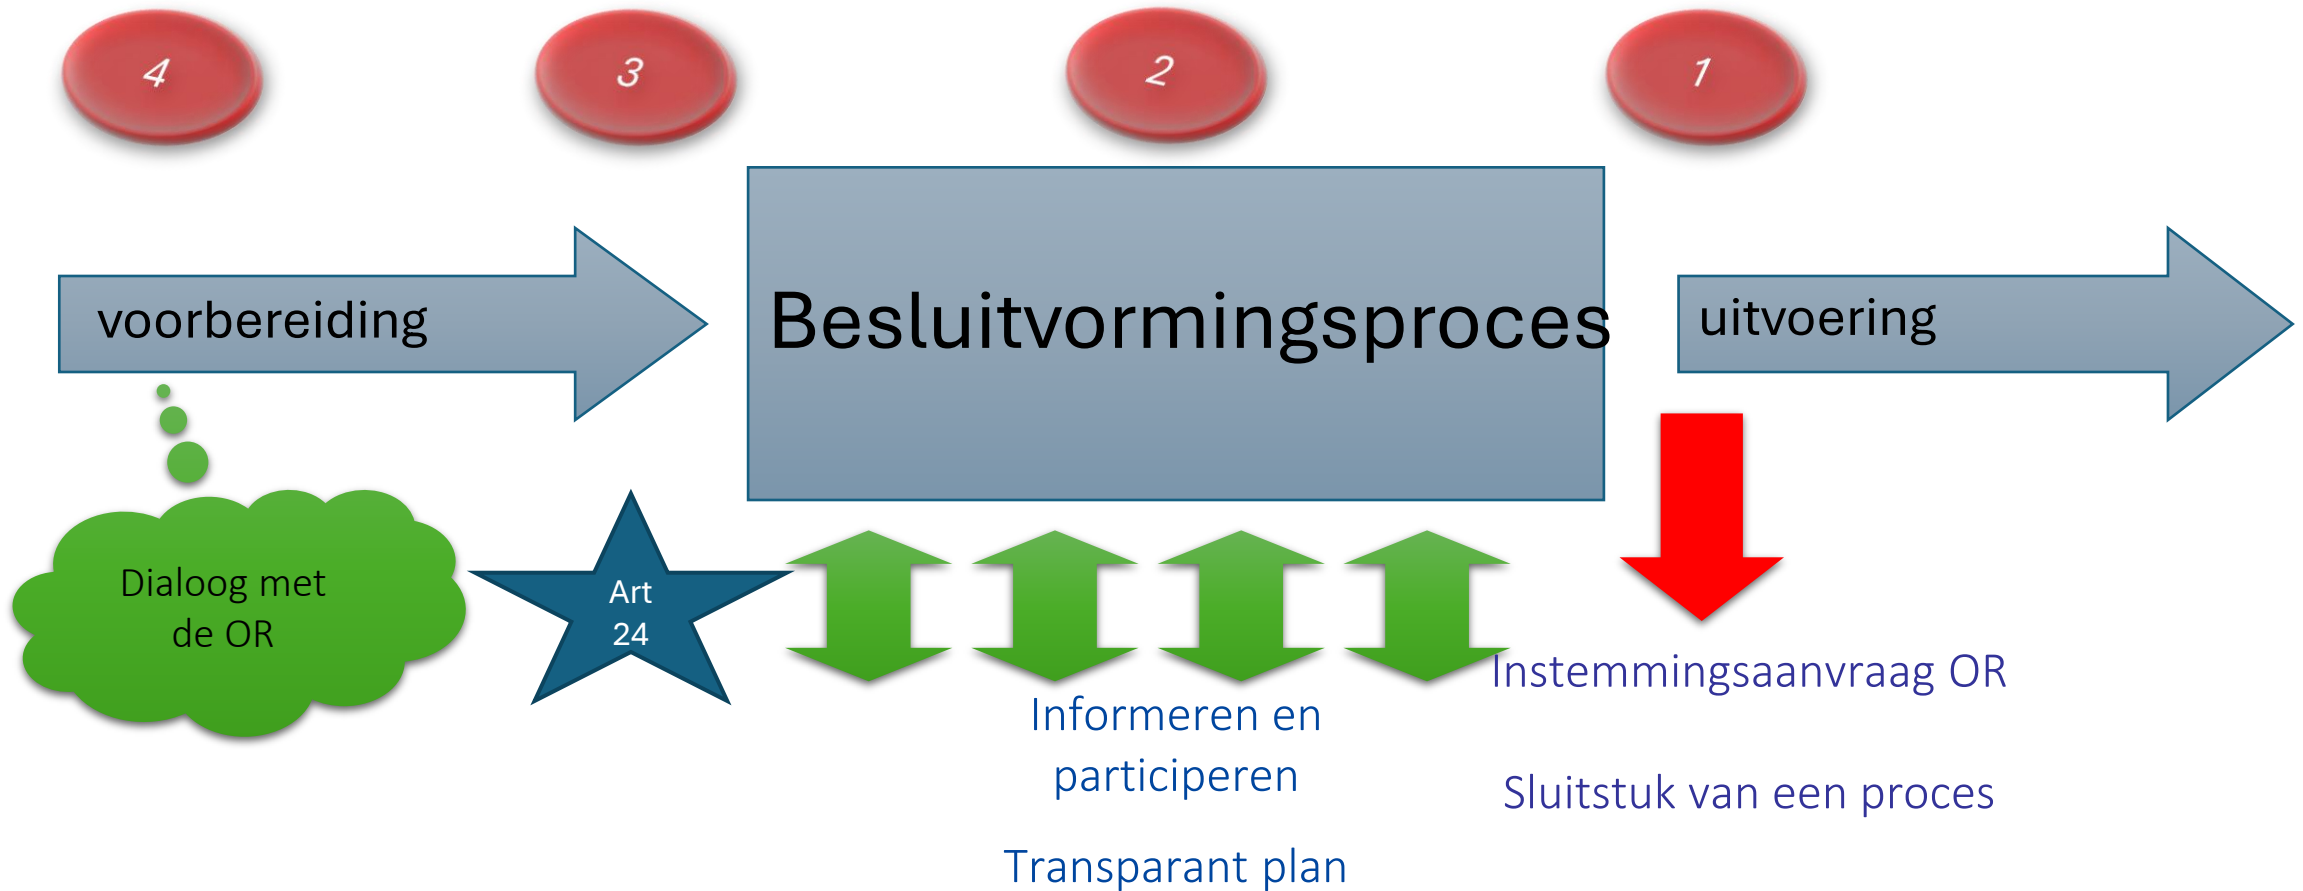 4
3
2
1
voorbereiding
Besluitvormingsproces
uitvoering
Dialoog met
de OR
Art
24
Informeren en
participeren
Transparant plan
Instemmingsaanvraag OR
Sluitstuk van een proces